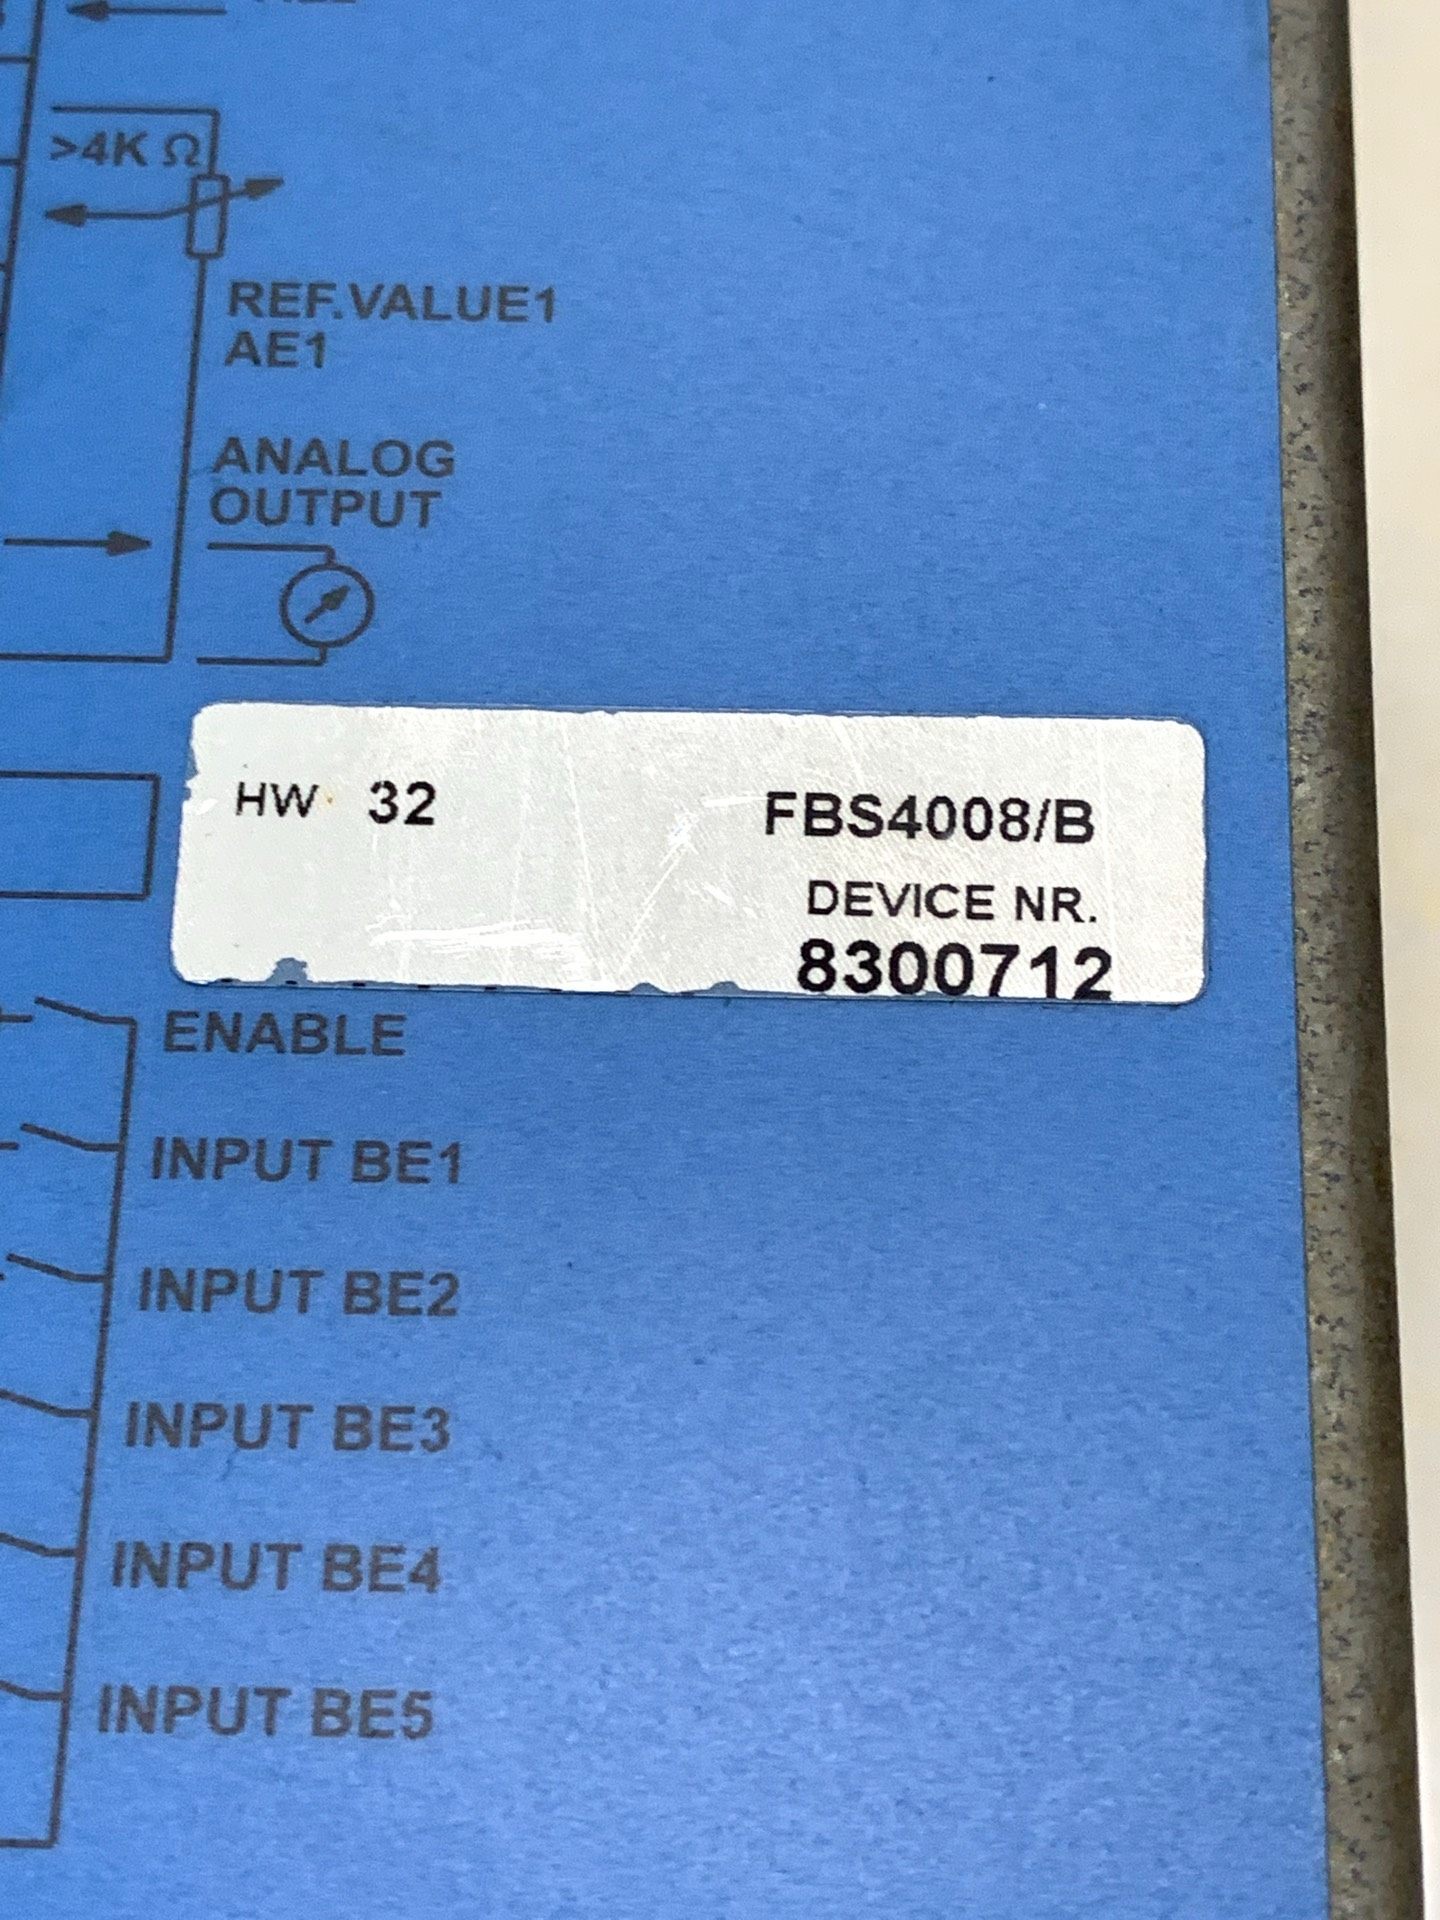 >4K Ω
REF.VALUE1
AE1
ANALOG
OUTPUT
HW 32
FBS4008/B
DEVICE NR.
8300712
ENABLE
INPUT BE1
INPUT BE2
INPUT BE3
INPUT BE4
INPUT BE5